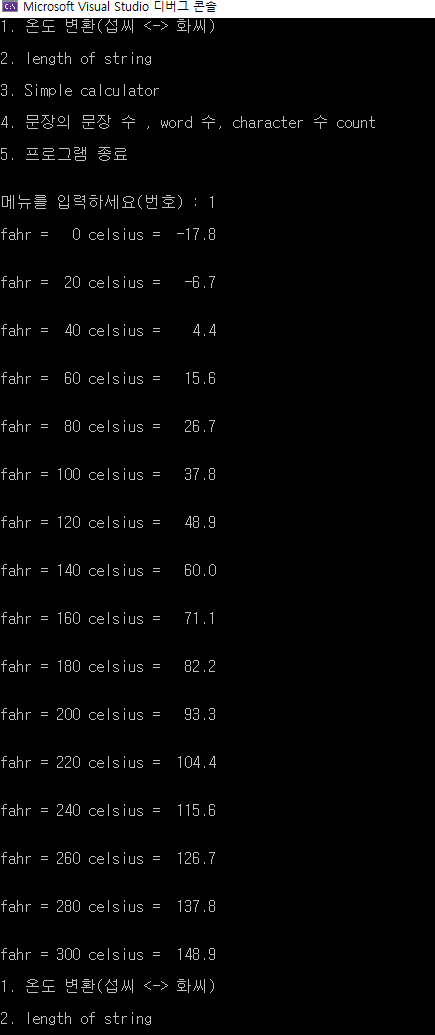 Microsoft Visual Studio 디버그 콘솔
1. 온도 변환(섭씨 <-> 화씨)
2. length of string
3. Simple calculator
4. 문장의 문장 수 , word 수, character 수 count
5. 프로그램 종료
메뉴를 입력하세요(번호) : 1
fahr =   0 celsius =  -17.8
fahr =  20 celsius =   -6.7
fahr =  40 celsius =    4.4
fahr =  60 celsius =   15.6
fahr =  80 celsius =   26.7
fahr = 100 celsius =   37.8
fahr = 120 celsius =   48.9
fahr = 140 celsius =   60.0
fahr = 160 celsius =   71.1
fahr = 180 celsius =   82.2
fahr = 200 celsius =   93.3
fahr = 220 celsius =  104.4
fahr = 240 celsius =  115.6
fahr = 260 celsius =  126.7
fahr = 280 celsius =  137.8
fahr = 300 celsius =  148.9
1. 온도 변환(섭씨 <-> 화씨)
2. length of string